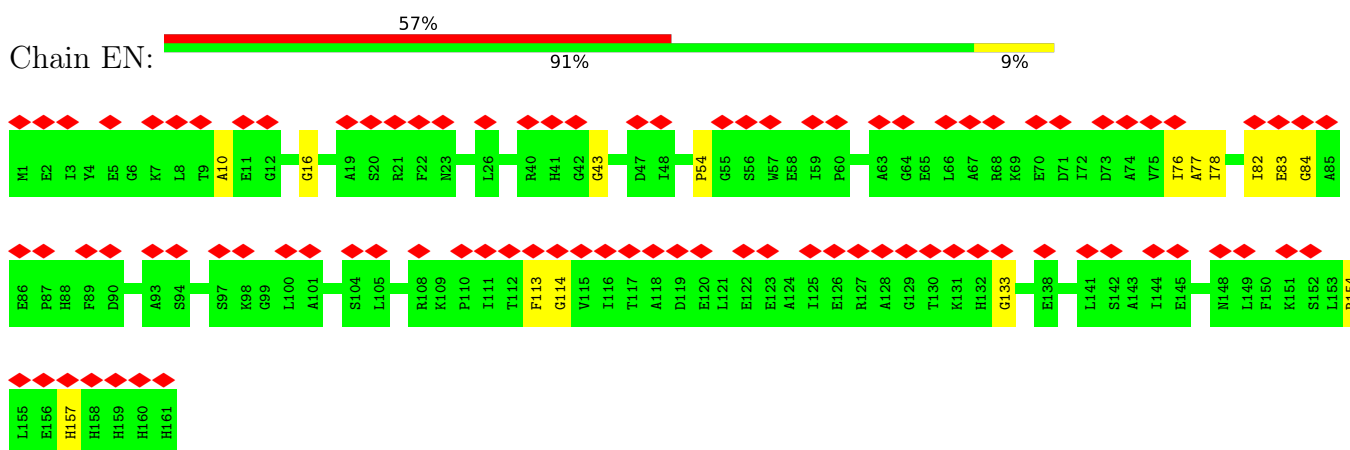 57%
Chain EN:
91% 9%
M1 E2 I3 Y4 E5 G6 K7 L8 T9 A10 E11 G12 G16 A19 S20 R21 F22 N23 L26 R40 H41 G42 G43 D47 I48 P54 G55 S56 W57 E58 I59 P60 A63 G64 E65 L66 A67 R68 K69 E70 D71 I72 D73 A74 V75 I76 A77 I78 I82 E83 G84 A85
E86 P87 H88 F89 D90 A93 S94 S97 K98 G99 L100 A101 S104 L105 R108 K109 P110 I111 T112 F113 G114 V115 I116 T117 A118 D119 E120 L121 E122 E123 A124 I125 E126 R127 A128 G129 T130 K131 H132 G133 E138 L141 S142 A143 I144 E145 N148 L149 F150 K151 S152 L153
L155 E156 H157 H158 H159 H160 H161